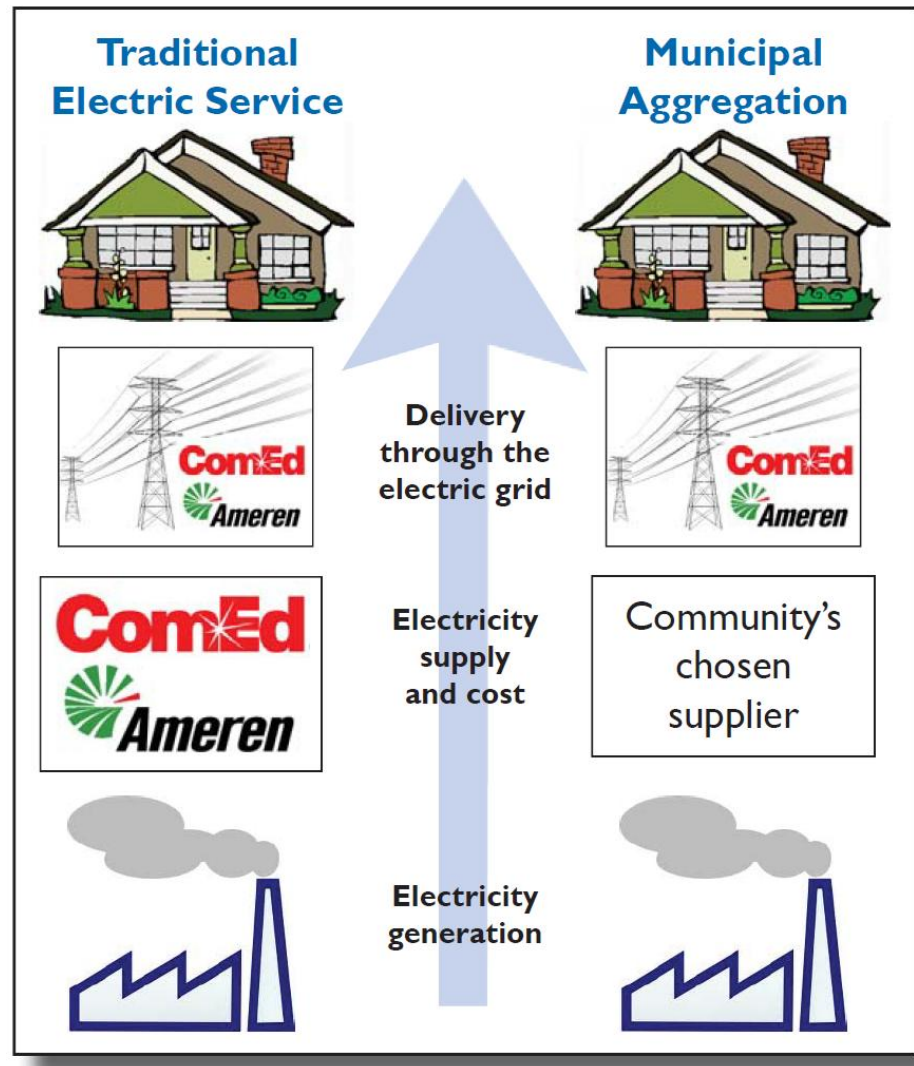 Traditional
Electric Service
Municipal
Aggregation
ComEd
Ameren
Delivery
through the
electric grid
ComEd
Ameren
ComEd
Ameren
Electricity
supply
and cost
Community’s
chosen
supplier
Electricity
generation